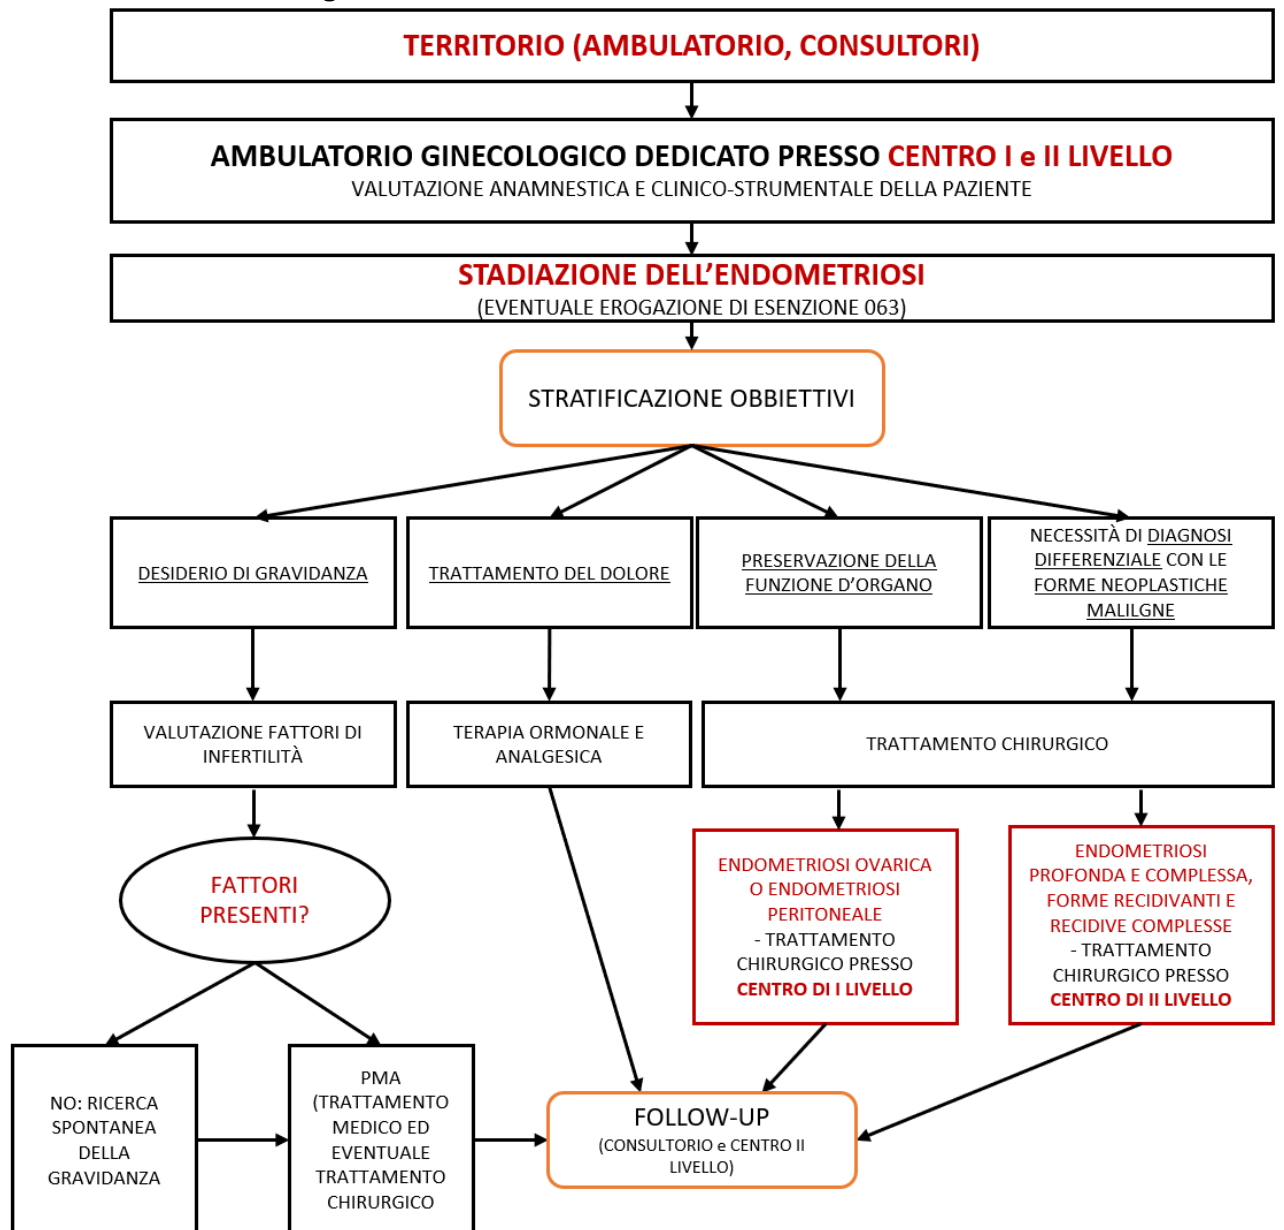 TERRITORIO (AMBULATORIO, CONSULTORI)
AMBULATORIO GINECOLOGICO DEDICATO PRESSO CENTRO I e II LIVELLO
VALUTAZIONE ANAMNESTICA E CLINICO-STRUMENTALE DELLA PAZIENTE
STADIAZIONE DELL'ENDOMETRIOSI
(EVENTUALE EROGAZIONE DI ESENZIONE 063)
STRATIFICAZIONE OBBIETTIVI
DESIDERIO DI GRAVIDANZA
TRATTAMENTO DEL DOLORE
PRESERVAZIONE DELLA
FUNZIONE D'ORGANO
NECESSITÀ DI DIAGNOSI
DIFFERENZIALE CON LE
FORME NEOPLASTICHE
MALILGNE
VALUTAZIONE FATTORI DI
INFERTILITÀ
TERAPIA ORMONALE E
ANALGESICA
TRATTAMENTO CHIRURGICO
FATTORI
PRESENTI?
ENDOMETRIOSI OVARICA
O ENDOMETRIOSI
PERITONEALE
- TRATTAMENTO
CHIRURGICO PRESSO
CENTRO DI I LIVELLO
ENDOMETRIOSI
PROFONDA E COMPLESSA,
FORME RECIDIVANTI E
RECIDIVE COMPLESSE
- TRATTAMENTO
CHIRURGICO PRESSO
CENTRO DI II LIVELLO
NO: RICERCA
SPONTANEA
DELLA
GRAVIDANZA
PMA
(TRATTAMENTO
MEDICO ED
EVENTUALE
TRATTAMENTO
CHIRURGICO
FOLLOW-UP
(CONSULTORIO e CENTRO II
LIVELLO)